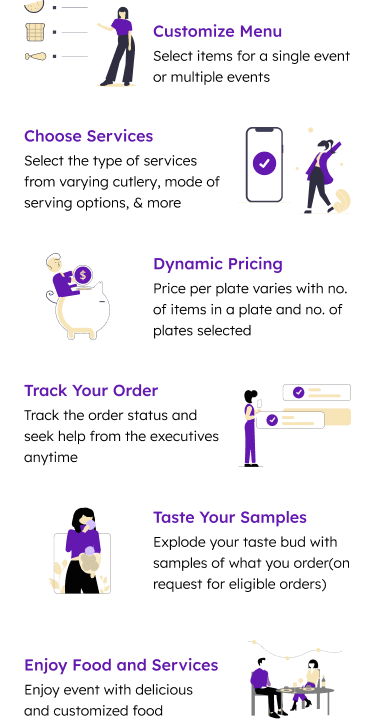 Customize Menu
Select items for a single event
or multiple events
Choose Services
Select the type of services
from varying cutlery, mode of
serving options, & more
Dynamic Pricing
$
Price per plate varies with no.
of items in a plate and no. of
plates selected
Track Your Order
Track the order status and
seek help from the executives
anytime
Taste Your Samples
Explode your taste bud with
samples of what you order(on
request for eligible orders)
Enjoy Food and Services
Enjoy event with delicious
and customized food